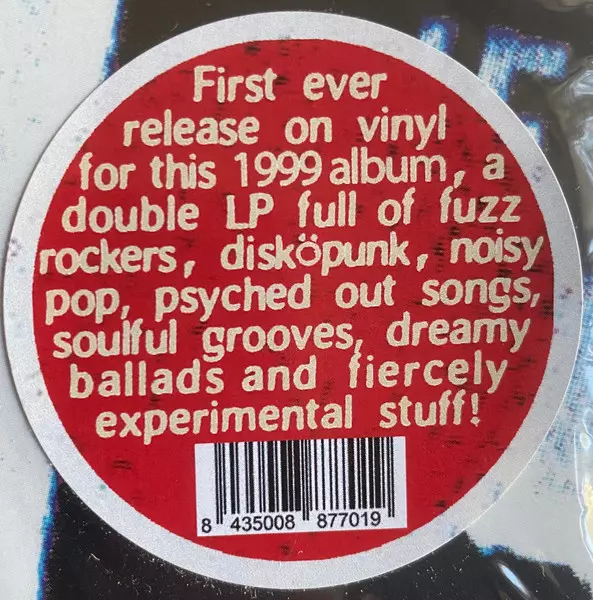 First ever
release on vinyl
for this 1999 album, a
double LP full of fuzz
rockers, disköpunk, noisy
pop, psyched out songs,
soulful grooves, dreamy
ballads and fiercely
experimental stuff!
8 435008 877019